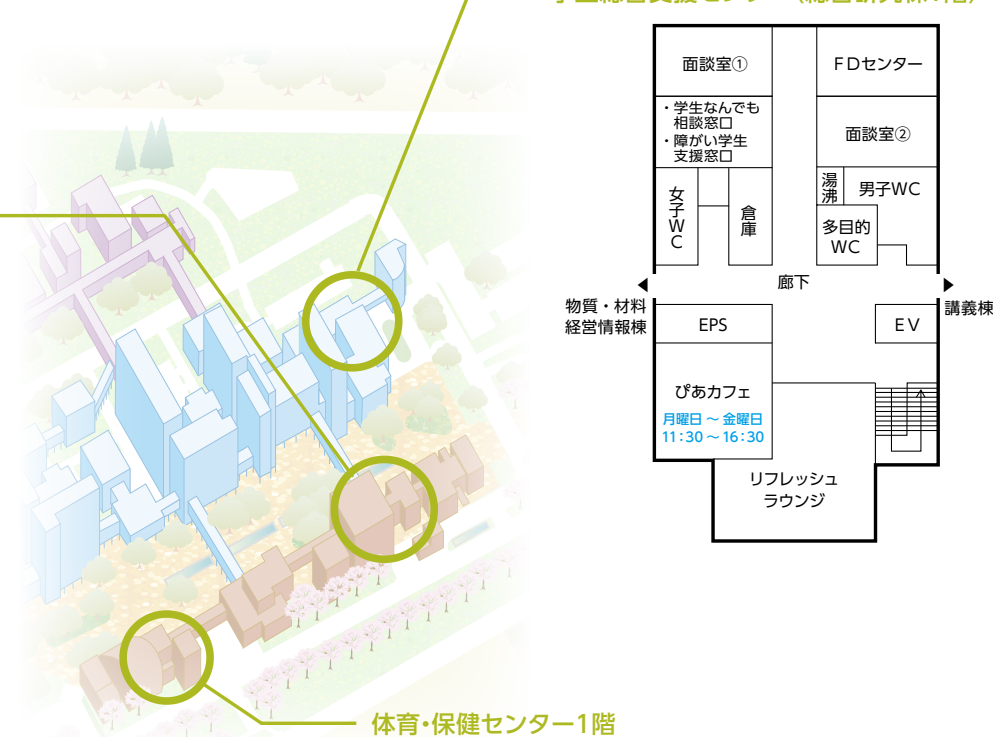 面談室①
FDセンター
・学生なんでも
相談窓口
・障がい学生
支援窓口
面談室②
女子WC
倉庫
湯沸
男子WC
多目的
WC
廊下
物質・材料
経営情報棟
講義棟
EPS
EV
ぴあカフェ
月曜日～金曜日
11:30～16:30
リフレッシュ
ラウンジ
体育・保健センター1階